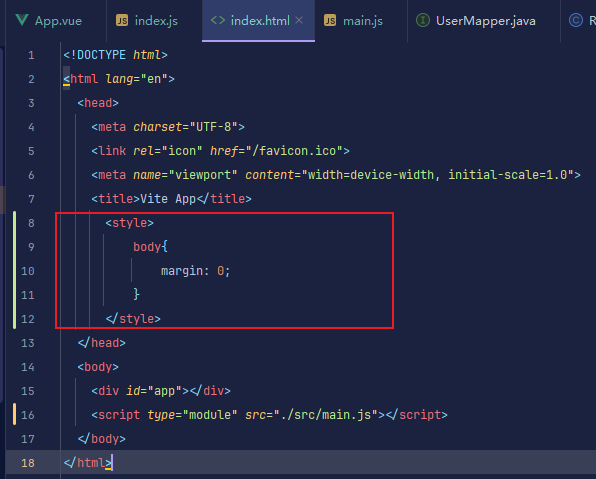 App.vue index.js index.html main.js UserMapper.java R
1 <!DOCTYPE html>
2 <html lang="en">
3 <head>
4 <meta charset="UTF-8">
5 <link rel="icon" href="/favicon.ico">
6 <meta name="viewport" content="width=device-width, initial-scale=1.0">
7 <title>Vite App</title>
8 <style>
9 body{
10 margin: 0;
11 }
12 </style>
13 </head>
14 <body>
15 <div id="app"></div>
16 <script type="module" src="./src/main.js"></script>
17 </body>
18 </html>